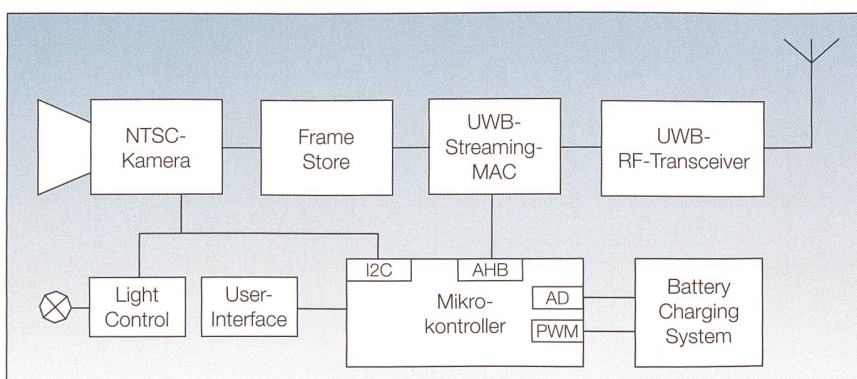 NTSC-
Kamera
Frame
Store
UWB-
Streaming-
MAC
UWB-
RF-Transceiver
I2C
AHB
Mikro-
kontroller
AD
PWM
Light
Control
User-
Interface
Battery
Charging
System